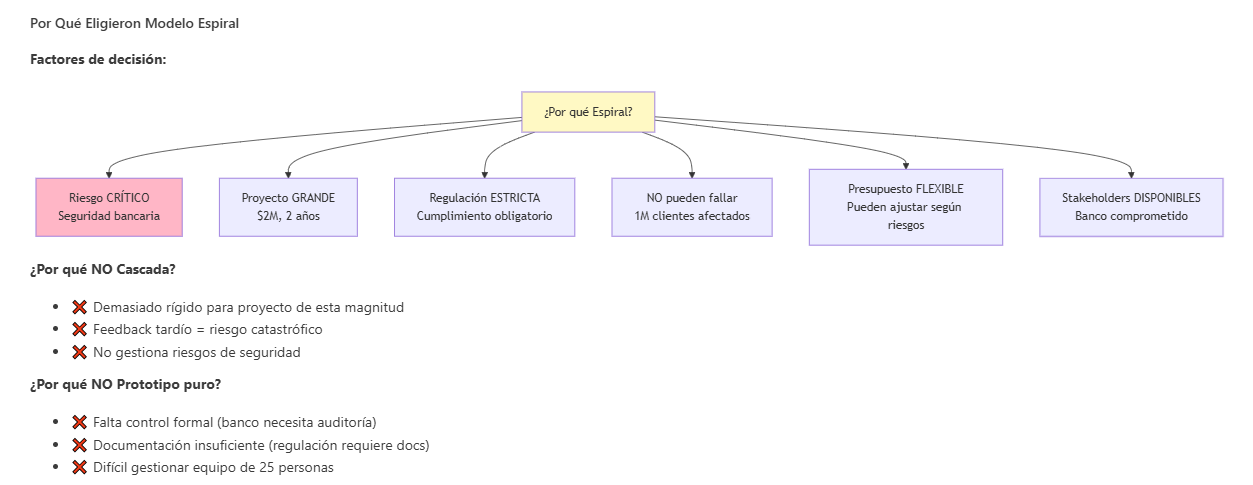 Por Qué Eligieron Modelo Espiral
Factores de decisión:
¿Por qué Espiral?
Riesgo CRÍTICO
Seguridad bancaria
Proyecto GRANDE
$2M, 2 años
Regulación ESTRICTA
Cumplimiento obligatorio
NO pueden fallar
1M clientes afectados
Presupuesto FLEXIBLE
Pueden ajustar según
riesgos
Stakeholders DISPONIBLES
Banco comprometido
¿Por qué NO Cascada?
• ❌ Demasiado rígido para proyecto de esta magnitud
• ❌ Feedback tardío = riesgo catastrófico
• ❌ No gestiona riesgos de seguridad
¿Por qué NO Prototipo puro?
• ❌ Falta control formal (banco necesita auditoría)
• ❌ Documentación insuficiente (regulación requiere docs)
• ❌ Difícil gestionar equipo de 25 personas